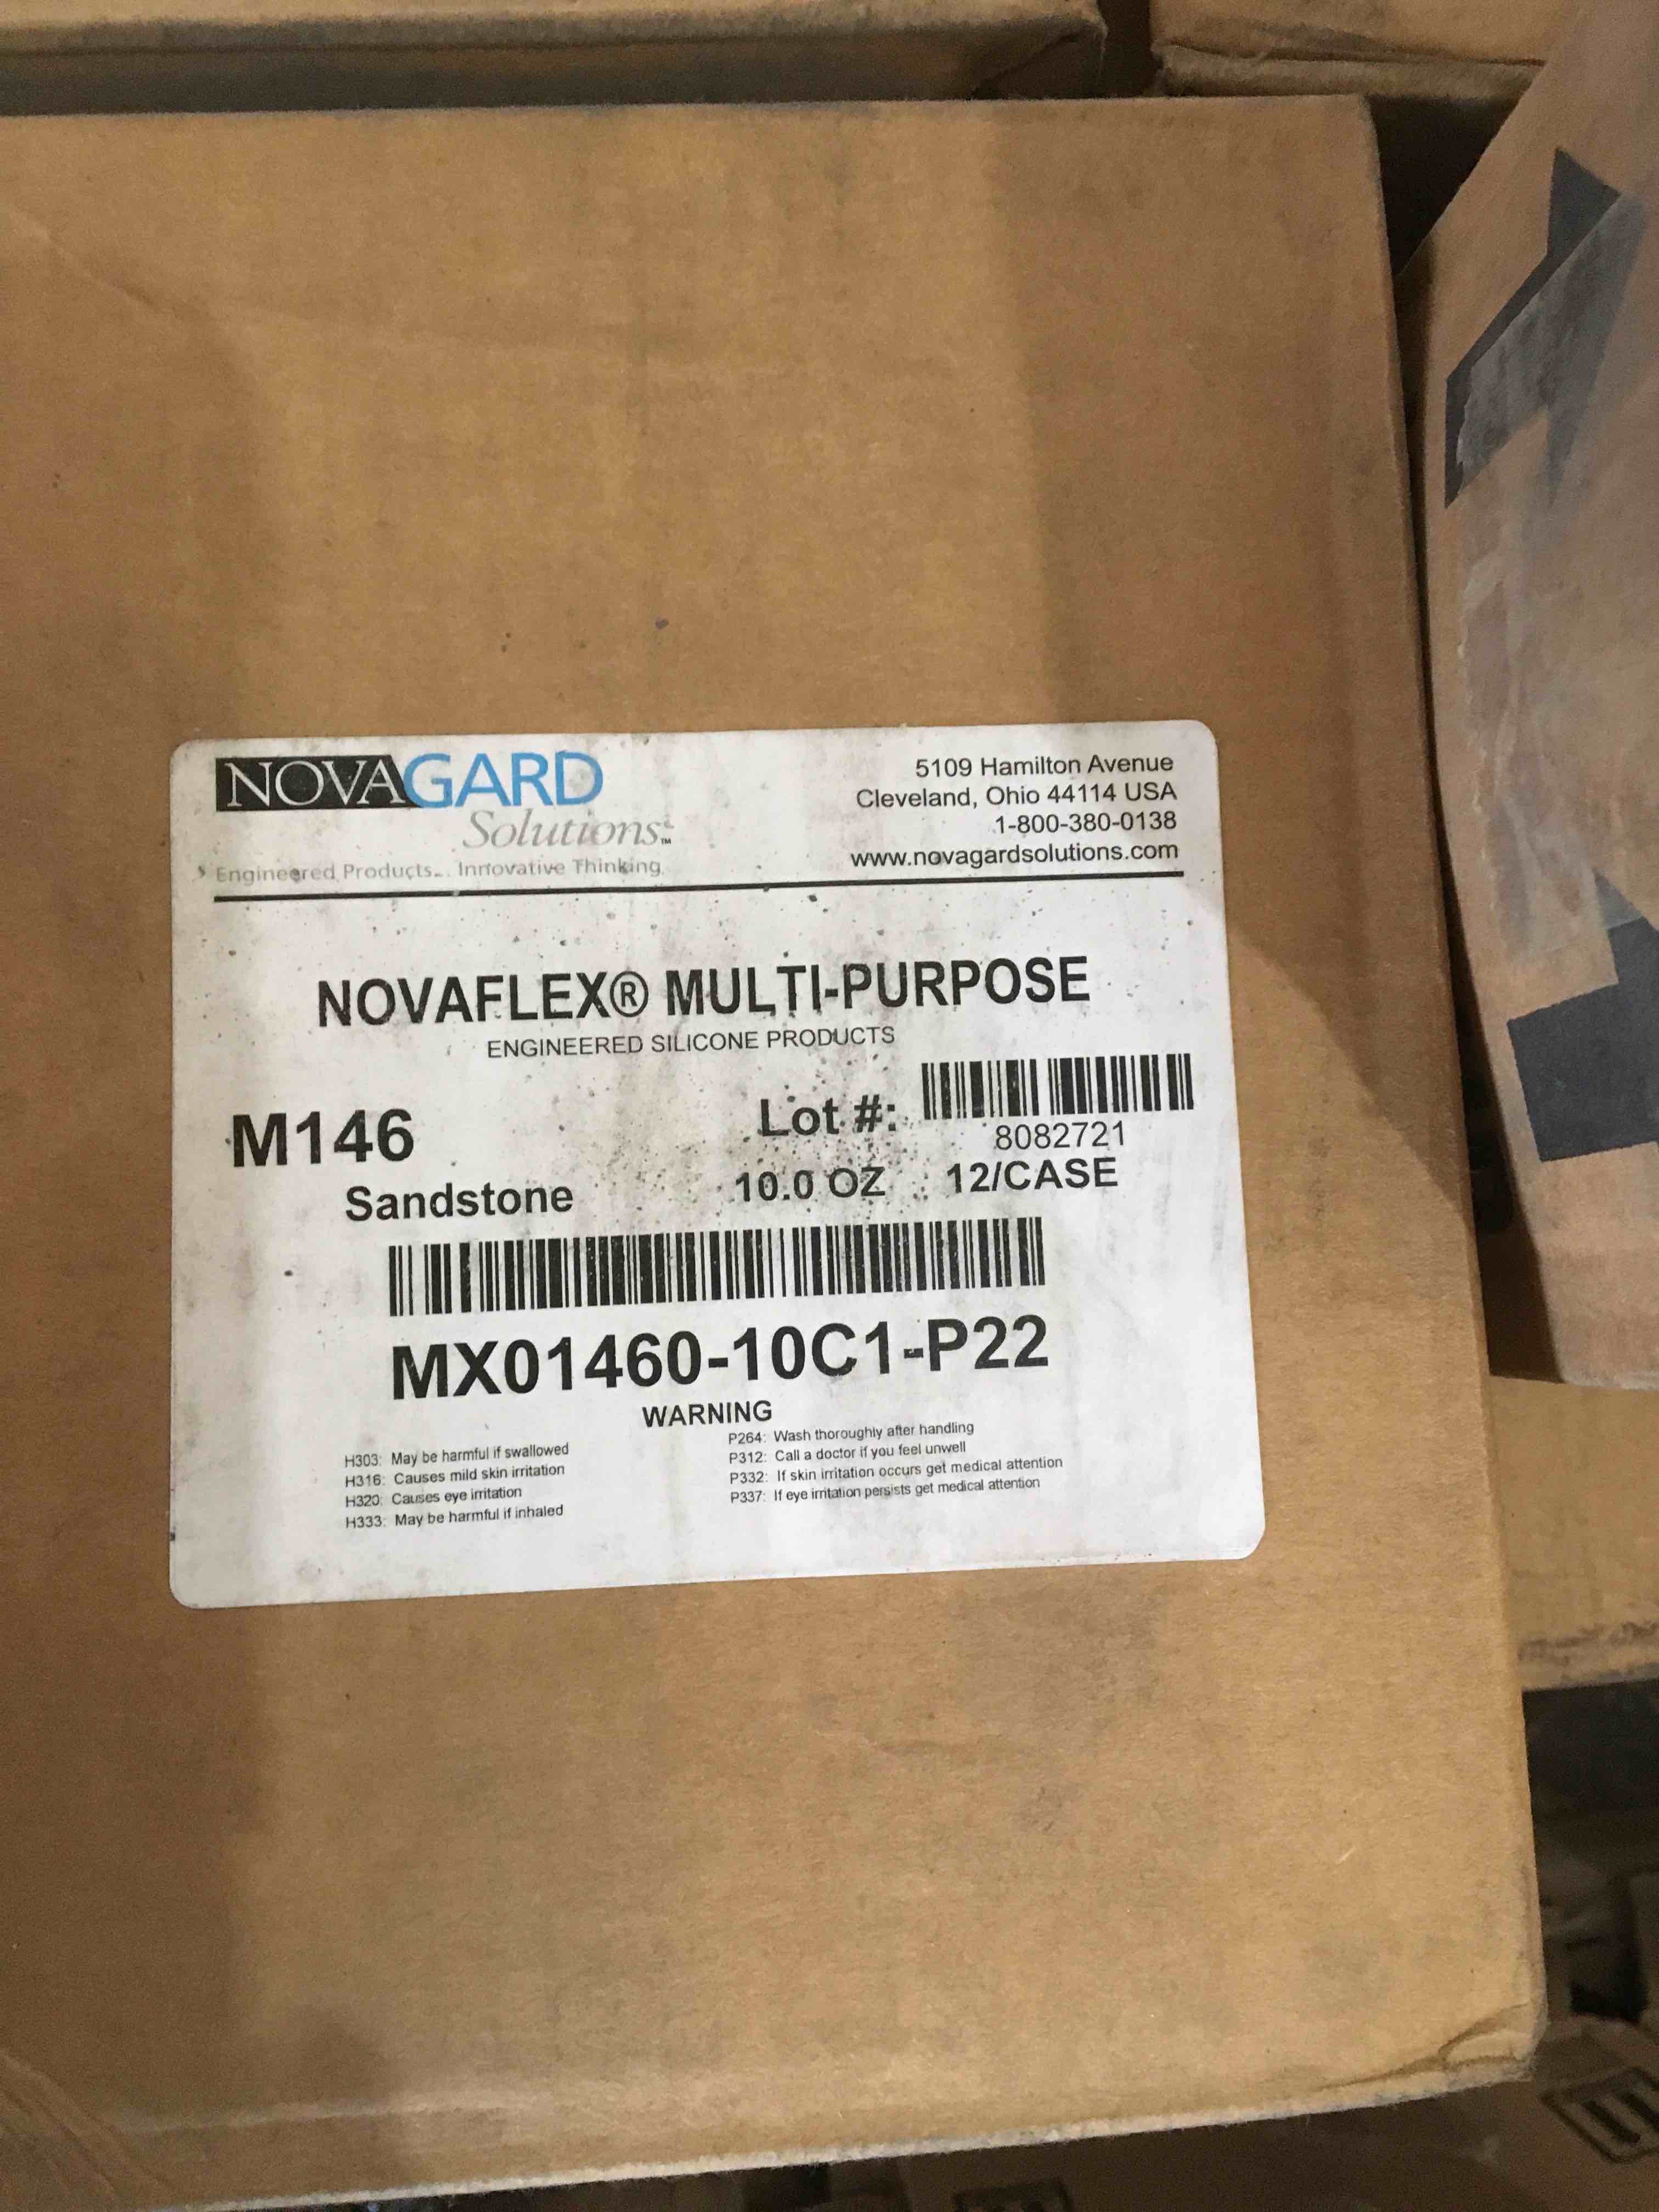 NOVAGARD
Solutions™
Engineered Products... Innovative Thinking.
5109 Hamilton Avenue
Cleveland, Ohio 44114 USA
1-800-380-0138
www.novagardsolutions.com
NOVAFLEX® MULTI-PURPOSE
ENGINEERED SILICONE PRODUCTS
M146
Lot #:
8082721
Sandstone
10.0 OZ 12/CASE
MX01460-10C1-P22
WARNING
H303: May be harmful if swallowed
H316: Causes mild skin irritation
H320: Causes eye irritation
H333: May be harmful if inhaled
P264: Wash thoroughly after handling
P312: Call a doctor if you feel unwell
P332: If skin irritation occurs get medical attention
P337: If eye irritation persists get medical attention